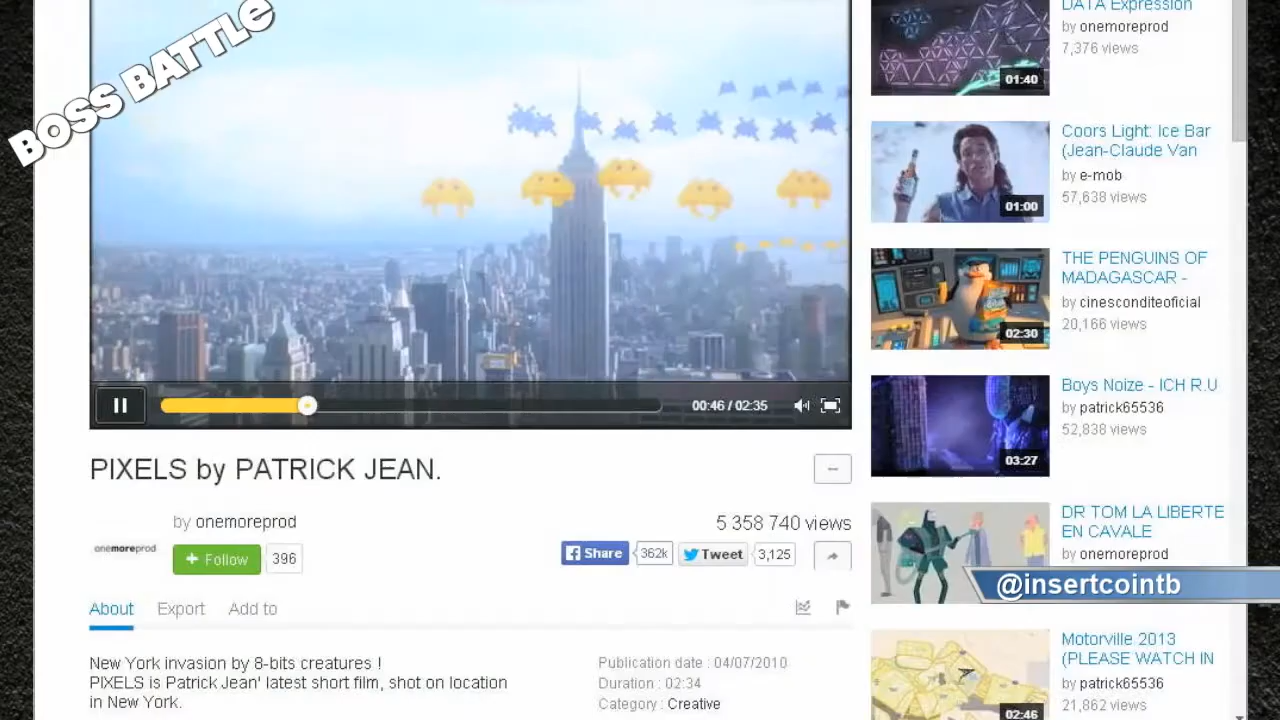 BOSS BATTLE
00:46 / 02:35
PIXELS by PATRICK JEAN.
by onemoreprod
5 358 740 views
onemoreprod
+ Follow
396
Share
362k
Tweet
3,125
About
Export
Add to
New York invasion by 8-bits creatures !
PIXELS is Patrick Jean' latest short film, shot on location
in New York.
Publication date : 04/07/2010
Duration : 02:34
Category : Creative
DATA Expression
by onemoreprod
7,376 views
01:40
Coors Light: Ice Bar
(Jean-Claude Van
by e-mob
57,638 views
01:00
THE PENGUINS OF
MADAGASCAR -
by cinesconditeoficial
20,166 views
02:30
Boys Noize - ICH R.U
by patrick65536
52,838 views
03:27
DR TOM LA LIBERTE
EN CAVALE
by onemoreprod
@insertcointb
Motorville 2013
(PLEASE WATCH IN
by patrick65536
21,862 views
02:46